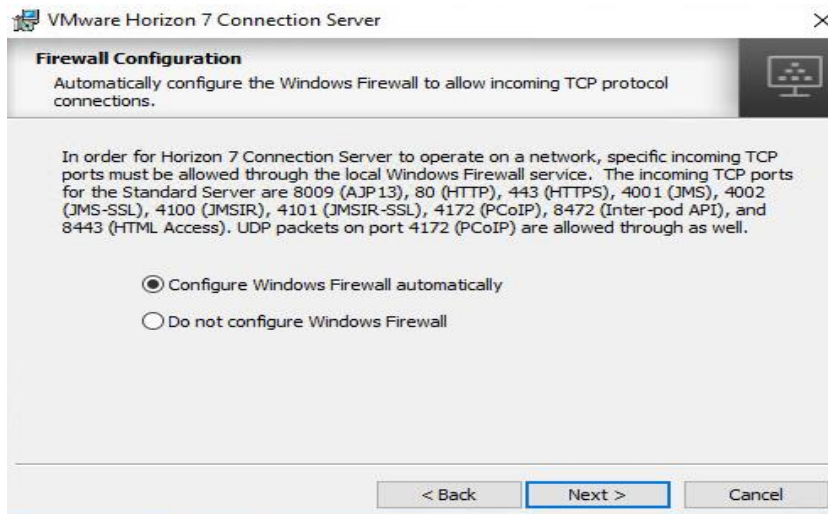 VMware Horizon 7 Connection Server
Firewall Configuration
Automatically configure the Windows Firewall to allow incoming TCP protocol
connections.
In order for Horizon 7 Connection Server to operate on a network, specific incoming TCP
ports must be allowed through the local Windows Firewall service. The incoming TCP ports
for the Standard Server are 8009 (AJP13), 80 (HTTP), 443 (HTTPS), 4001 (JMS), 4002
(JMS-SSL), 4100 (JMSIR), 4101 (JMSIR-SSL), 4172 (PCoIP), 8472 (Inter-pod API), and
8443 (HTML Access). UDP packets on port 4172 (PCoIP) are allowed through as well.
Configure Windows Firewall automatically
Do not configure Windows Firewall
< Back Next > Cancel